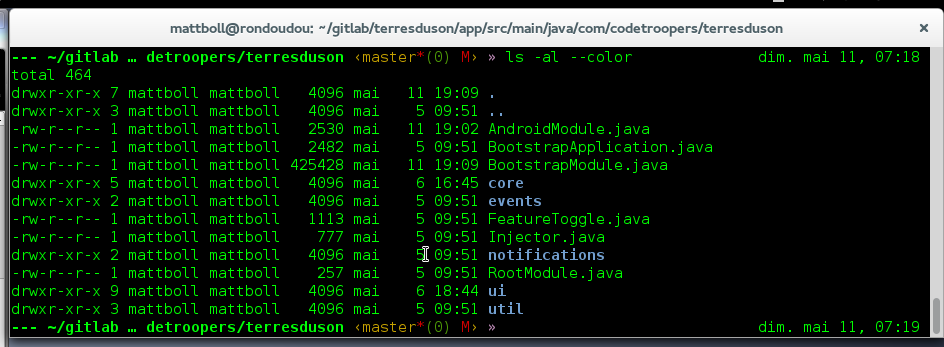 mattboll@rondoudou: ~/gitlab/terresduson/app/src/main/java/com/codetroopers/terresduson
--- ~/gitlab … detroopers/terresduson ‹master*(0) M› » ls -al --color dim. mai 11, 07:18
total 464
drwxr-xr-x 7 mattboll mattboll 4096 mai 11 19:09 .
drwxr-xr-x 3 mattboll mattboll 4096 mai 5 09:51 ..
-rw-r--r-- 1 mattboll mattboll 2530 mai 11 19:02 AndroidModule.java
-rw-r--r-- 1 mattboll mattboll 2482 mai 5 09:51 BootstrapApplication.java
-rw-r--r-- 1 mattboll mattboll 425428 mai 11 19:09 BootstrapModule.java
drwxr-xr-x 5 mattboll mattboll 4096 mai 6 16:45 core
drwxr-xr-x 2 mattboll mattboll 4096 mai 5 09:51 events
-rw-r--r-- 1 mattboll mattboll 1113 mai 5 09:51 FeatureToggle.java
-rw-r--r-- 1 mattboll mattboll 777 mai 5 09:51 Injector.java
drwxr-xr-x 2 mattboll mattboll 4096 mai 5 09:51 notifications
-rw-r--r-- 1 mattboll mattboll 257 mai 5 09:51 RootModule.java
drwxr-xr-x 9 mattboll mattboll 4096 mai 6 18:44 ui
drwxr-xr-x 3 mattboll mattboll 4096 mai 5 09:51 util
--- ~/gitlab … detroopers/terresduson ‹master*(0) M› » dim. mai 11, 07:19